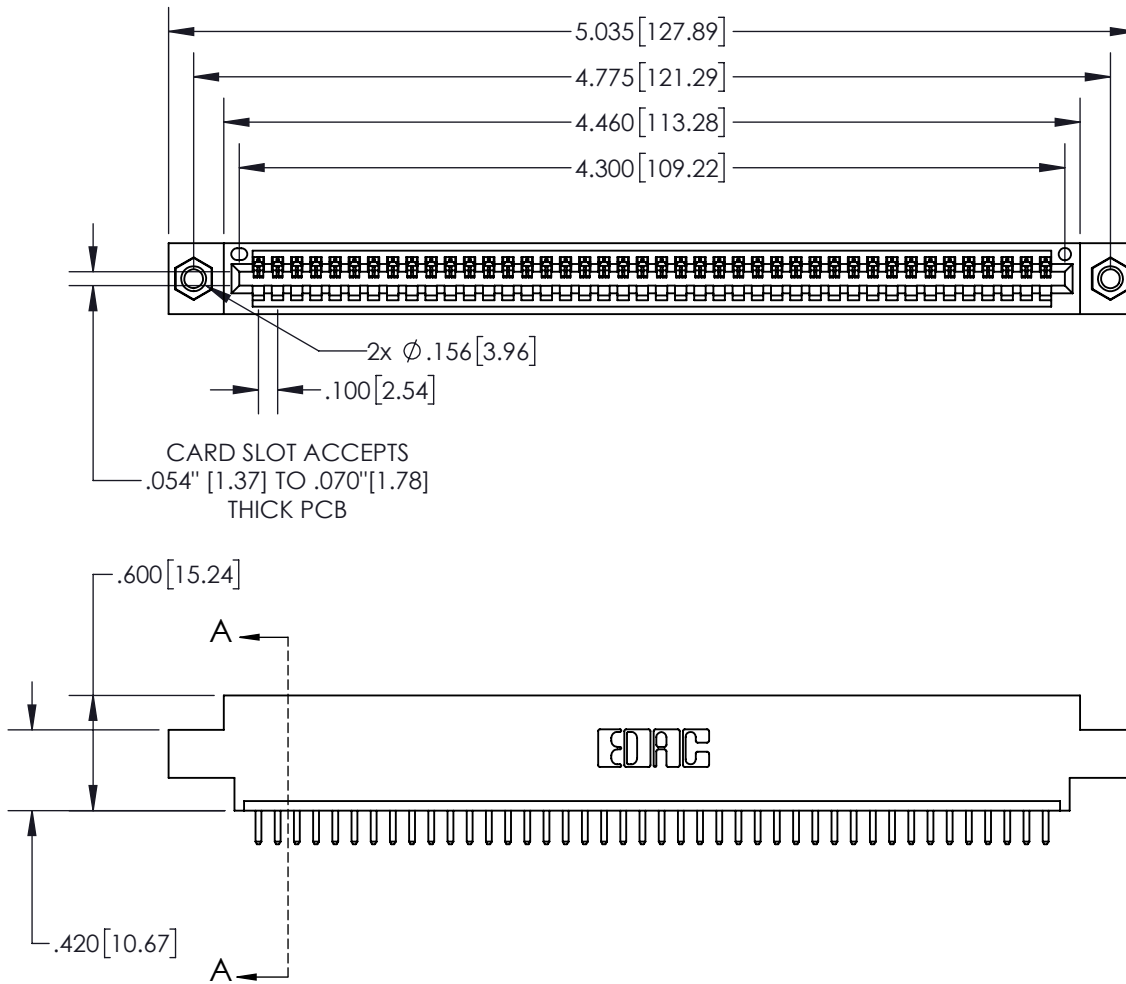 5.035[127.89]
4.775[121.29]
4.460[113.28]
4.300[109.22]
2x Ø.156[3.96]
.100[2.54]
CARD SLOT ACCEPTS
.054" [1.37] TO .070"[1.78]
THICK PCB
.600[15.24]
A
EDAC
.420[10.67]
A